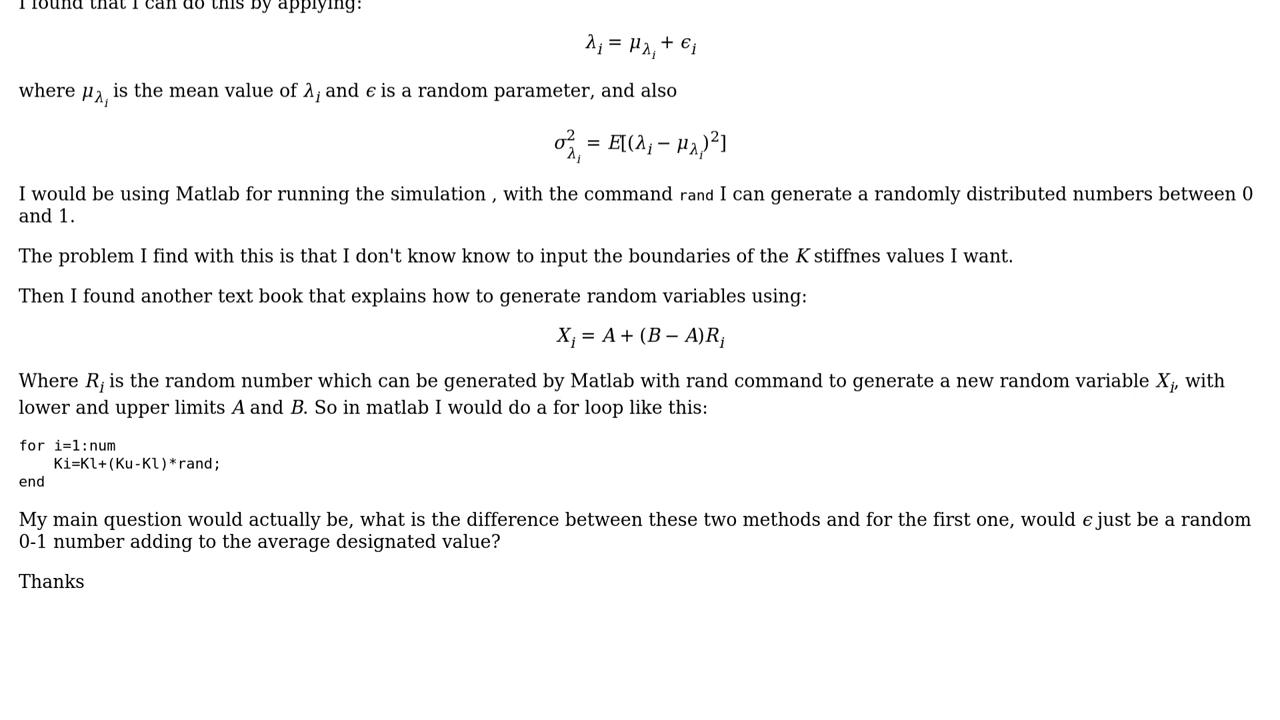 I found that I can do this by applying:
λ_i = μ_{λ_i} + ϵ_i
where μ_{λ_i} is the mean value of λ_i and ϵ is a random parameter, and also
σ²_{λ_i} = E[(λ_i − μ_{λ_i})²]
I would be using Matlab for running the simulation , with the command rand I can generate a randomly distributed numbers between 0
and 1.
The problem I find with this is that I don't know know to input the boundaries of the K stiffnes values I want.
Then I found another text book that explains how to generate random variables using:
X_i = A + (B − A)R_i
Where R_i is the random number which can be generated by Matlab with rand command to generate a new random variable X_i, with
lower and upper limits A and B. So in matlab I would do a for loop like this:
for i=1:num
    Ki=Kl+(Ku-Kl)*rand;
end
My main question would actually be, what is the difference between these two methods and for the first one, would ϵ just be a random
0-1 number adding to the average designated value?
Thanks